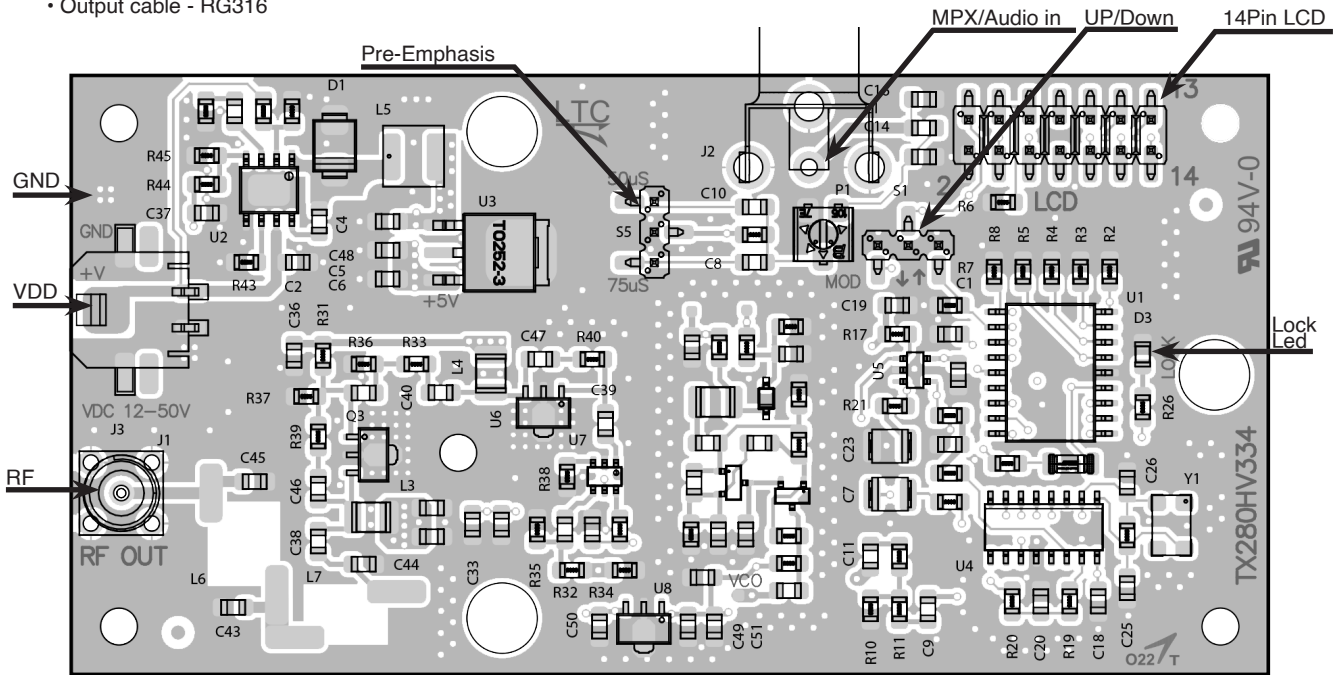 • Output cable - RG316
MPX/Audio in
UP/Down
14Pin LCD
Pre-Emphasis
GND
VDD
RF
Lock
Led
D1
L5
LTC
R45
R44
C37
GND
U2
C4
+V
R43
C2
C48
C5
C6
U3
TO252-3
+5V
50uS
S5
75uS
J2
C10
C8
C14
P1
S1
MOD
↓↑
2
13
14
R6
LCD
94V-0
R8
R5
R4
R3
R2
R7
C1
U1
D3
LOCK
R26
C19
R17
U5
R21
C23
C7
C11
C36
R31
R36
R33
L4
C47
R40
C39
C40
R37
VDC 12-50V
J3
J1
RF OUT
Q3
R39
U6
U7
R38
C45
C46
L3
C38
C44
C33
R35
R32
R34
U8
C50
C49
C51
VCO
L6
L7
C43
R10
R11
C9
U4
R20
C20
R19
C18
C25
C26
Y1
TX280HV334
O22
T